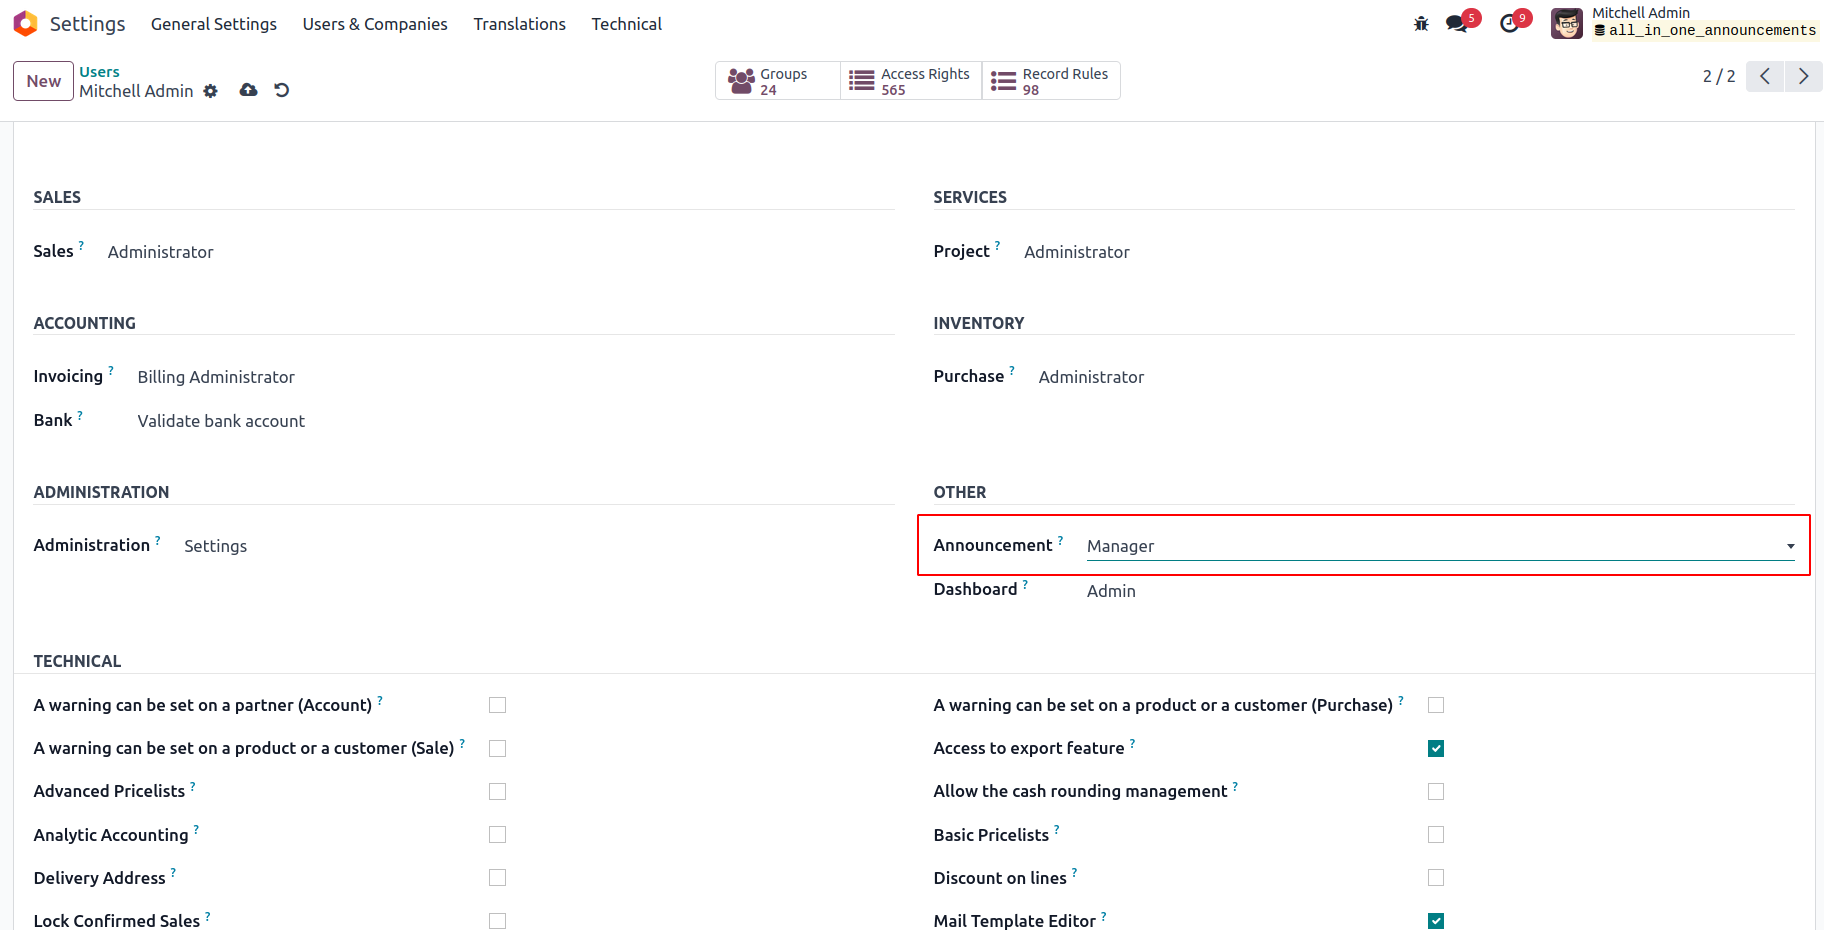 Settings General Settings Users & Companies Translations Technical 5 9 Mitchell Admin
all_in_one_announcements
New Users Groups 24 Access Rights 565 Record Rules 98 2 / 2
Mitchell Admin
SALES SERVICES
Sales ? Administrator Project ? Administrator
ACCOUNTING INVENTORY
Invoicing ? Billing Administrator Purchase ? Administrator
Bank ? Validate bank account
ADMINISTRATION OTHER
Administration ? Settings Announcement ? Manager
Dashboard ? Admin
TECHNICAL
A warning can be set on a partner (Account) ? A warning can be set on a product or a customer (Purchase) ?
A warning can be set on a product or a customer (Sale) ? Access to export feature ?
Advanced Pricelists ? Allow the cash rounding management ?
Analytic Accounting ? Basic Pricelists ?
Delivery Address ? Discount on lines ?
Lock Confirmed Sales ? Mail Template Editor ?